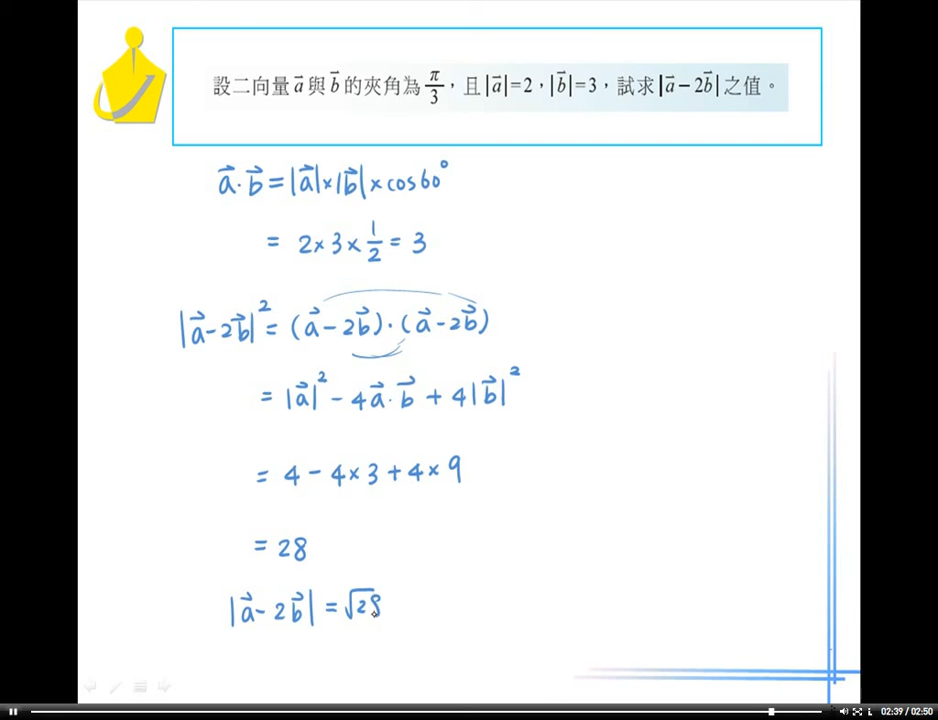 設二向量 a⃗ 與 b⃗ 的夾角為 π/3，且|a⃗|=2，|b⃗|=3，試求|a⃗−2b⃗|之值。
a⃗·b⃗ = |a⃗|×|b⃗|×cos60°
= 2×3×1/2 = 3
|a⃗−2b⃗|² = (a⃗−2b⃗)·(a⃗−2b⃗)
= |a⃗|² − 4a⃗·b⃗ + 4|b⃗|²
= 4 − 4×3 + 4×9
= 28
|a⃗−2b⃗| = √28
02:39 / 02:50